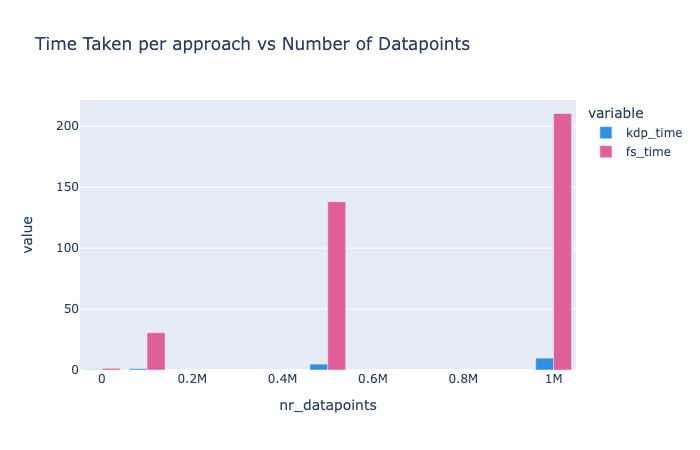 Time Taken per approach vs Number of Datapoints
variable
kdp_time
fs_time
value
200
150
100
50
0
0 0.2M 0.4M 0.6M 0.8M 1M
nr_datapoints